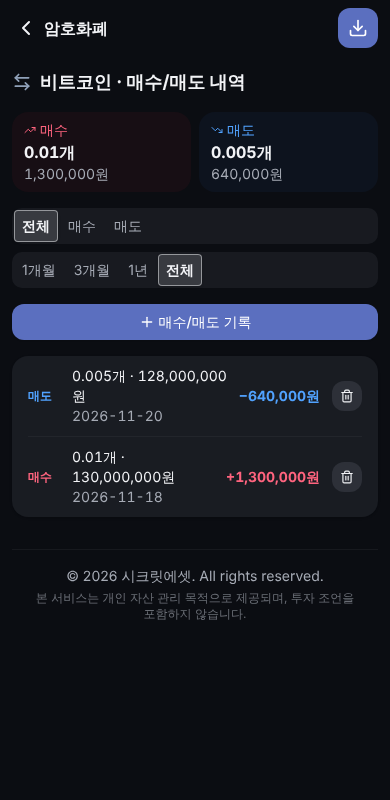 암호화폐
비트코인 · 매수/매도 내역
매수
0.01개
1,300,000원
매도
0.005개
640,000원
전체 매수 매도
1개월 3개월 1년 전체
+ 매수/매도 기록
매도
0.005개 · 128,000,000
원
2026-11-20
−640,000원
매수
0.01개 ·
130,000,000원
2026-11-18
+1,300,000원
© 2026 시크릿에셋. All rights reserved.
본 서비스는 개인 자산 관리 목적으로 제공되며, 투자 조언을
포함하지 않습니다.